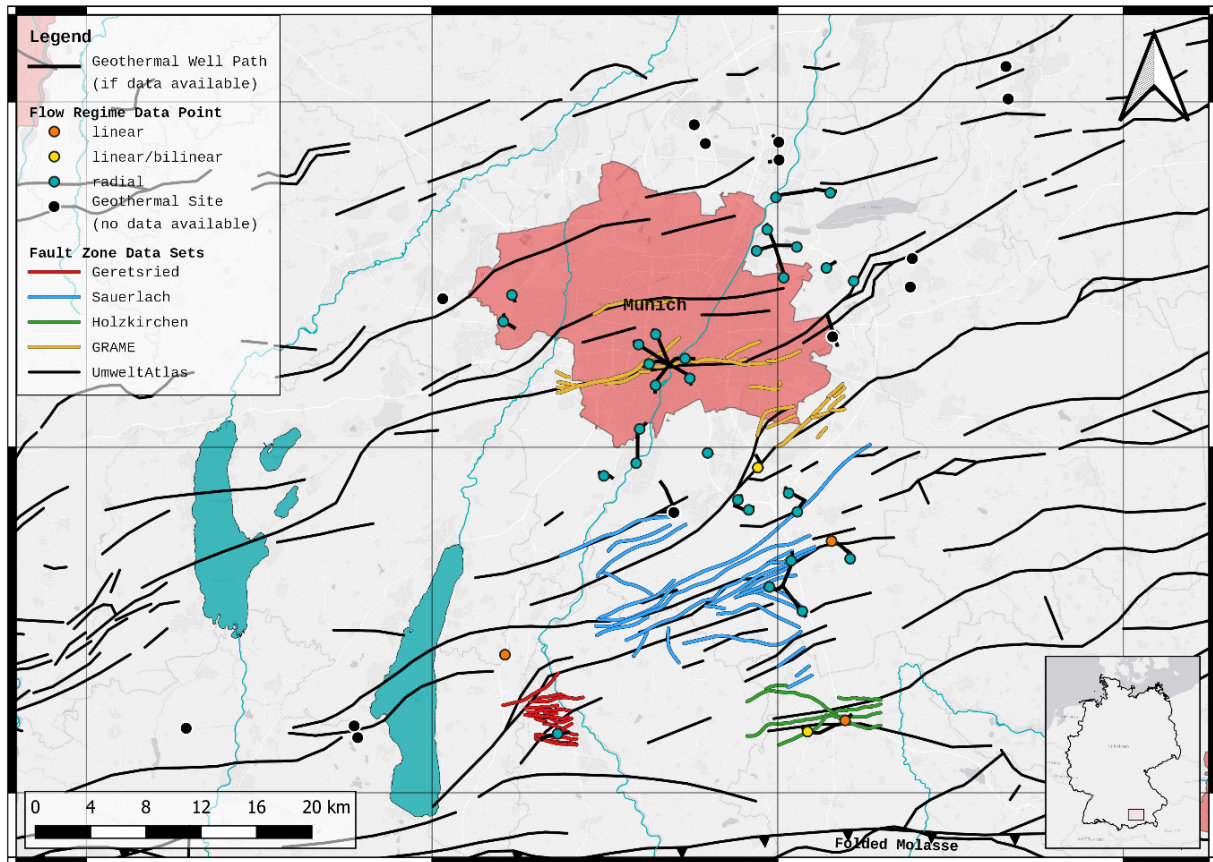 Legend
Geothermal Well Path
(if data available)
Flow Regime Data Point
linear
linear/bilinear
radial
Geothermal Site
(no data available)
Fault Zone Data Sets
Geretsried
Sauerlach
Holzkirchen
GRAME
UmweltAtlas
Munich
0 4 8 12 16 20 km
Folded Molasse